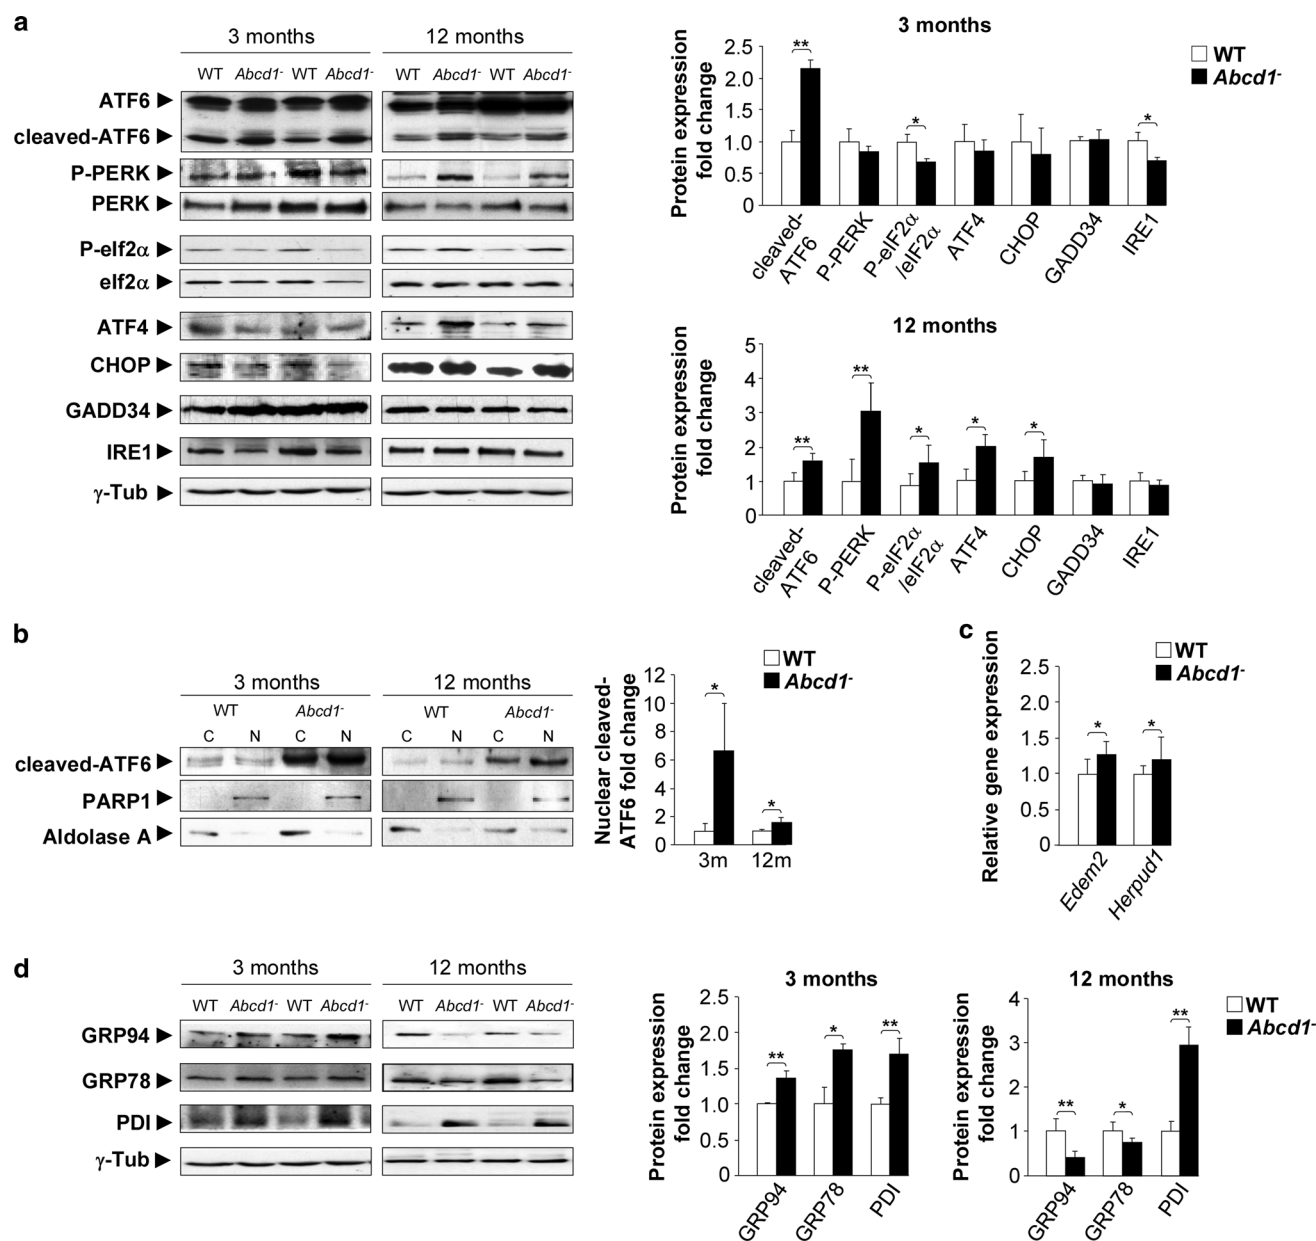 a
3 months
12 months
WT Abcd1- WT Abcd1-
WT Abcd1- WT Abcd1-
ATF6
cleaved-ATF6
P-PERK
PERK
P-eIf2α
eIf2α
ATF4
CHOP
GADD34
IRE1
γ-Tub
3 months
WT
Abcd1-
Protein expression
fold change
2.5
2.0
1.5
1.0
0.5
0
**
*
*
cleaved-
ATF6
P-PERK
P-eIF2α
/eIF2α
ATF4
CHOP
GADD34
IRE1
12 months
Protein expression
fold change
5
4
3
2
1
0
**
**
*
*
*
cleaved-
ATF6
P-PERK
P-eIF2α
/eIF2α
ATF4
CHOP
GADD34
IRE1
b
3 months
12 months
WT Abcd1-
WT Abcd1-
C N C N
C N C N
cleaved-ATF6
PARP1
Aldolase A
WT
Abcd1-
Nuclear cleaved-
ATF6 fold change
12
10
8
6
4
2
0
*
*
3m
12m
c
WT
Abcd1-
Relative gene expression
2.5
2.0
1.5
1.0
0.5
0
*
*
Edem2
Herpud1
d
3 months
12 months
WT Abcd1- WT Abcd1-
WT Abcd1- WT Abcd1-
GRP94
GRP78
PDI
γ-Tub
3 months
Protein expression
fold change
2.5
2.0
1.5
1.0
0.5
0
**
*
**
GRP94
GRP78
PDI
12 months
WT
Abcd1-
Protein expression
fold change
4
3
2
1
0
**
*
**
GRP94
GRP78
PDI